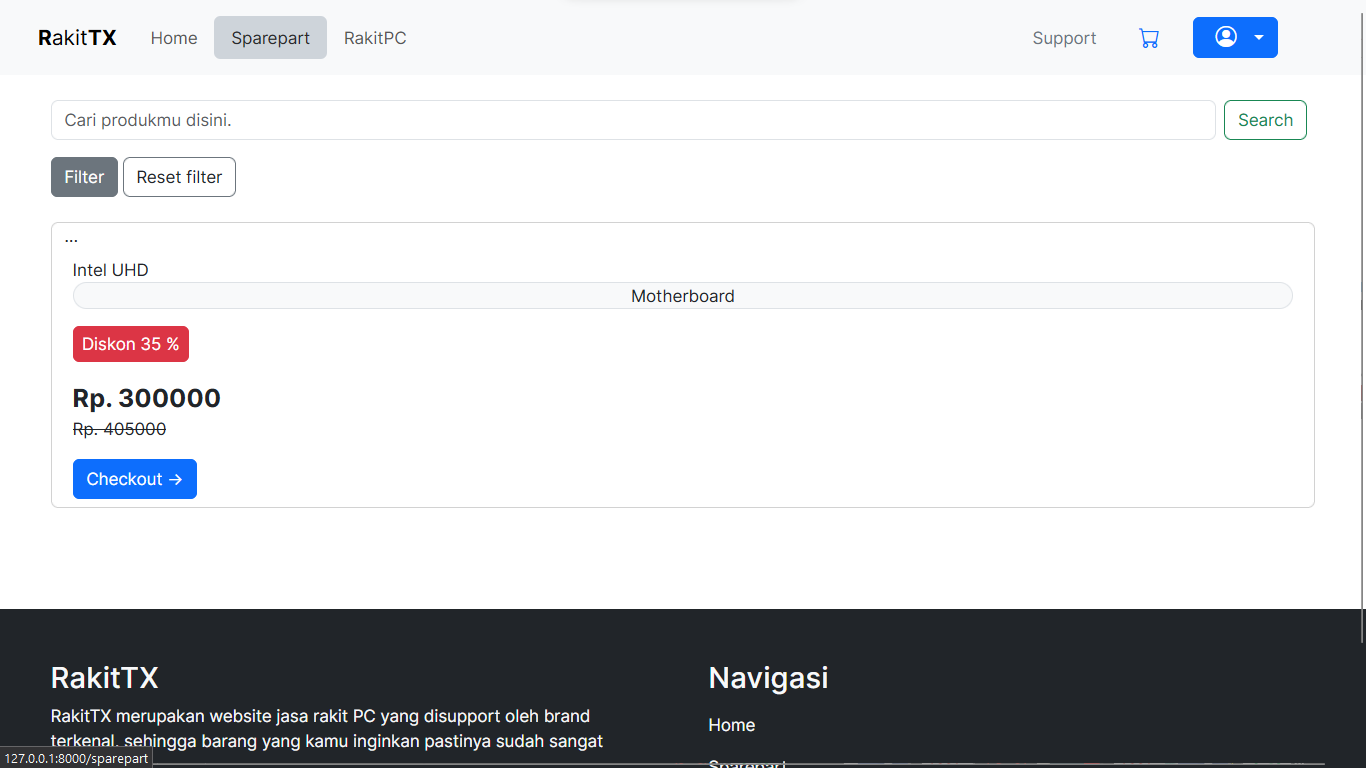 RakitTX Home Sparepart RakitPC Support
Cari produkmu disini. Search
Filter Reset filter
...
Intel UHD
Motherboard
Diskon 35 %
Rp. 300000
Rp. 405000
Checkout →
RakitTX
RakitTX merupakan website jasa rakit PC yang disupport oleh brand
terkenal, sehingga barang yang kamu inginkan pastinya sudah sangat
Navigasi
Home
Sparepart
127.0.0.1:8000/sparepart